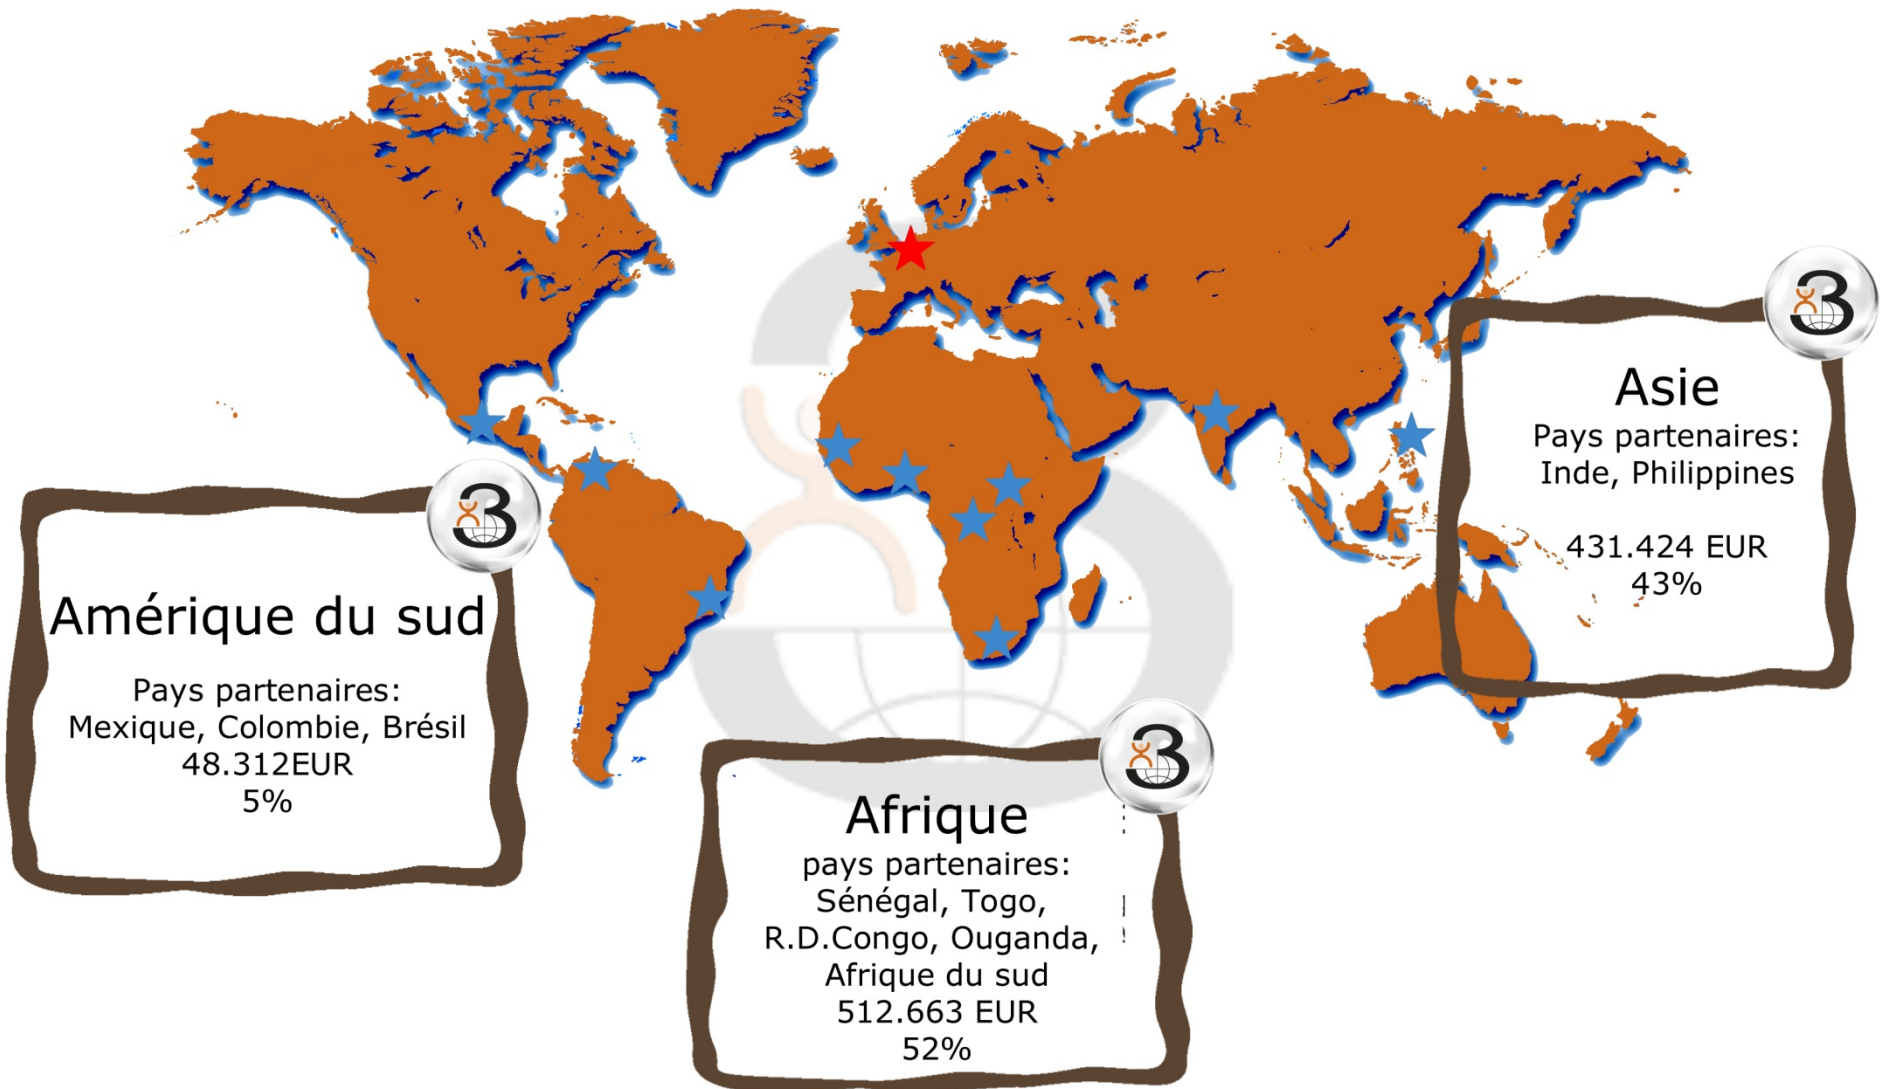 Asie
Pays partenaires:
Inde, Philippines
431.424 EUR
43%
Amérique du sud
Pays partenaires:
Mexique, Colombie, Brésil
48.312EUR
5%
Afrique
pays partenaires:
Sénégal, Togo,
R.D.Congo, Ouganda,
Afrique du sud
512.663 EUR
52%